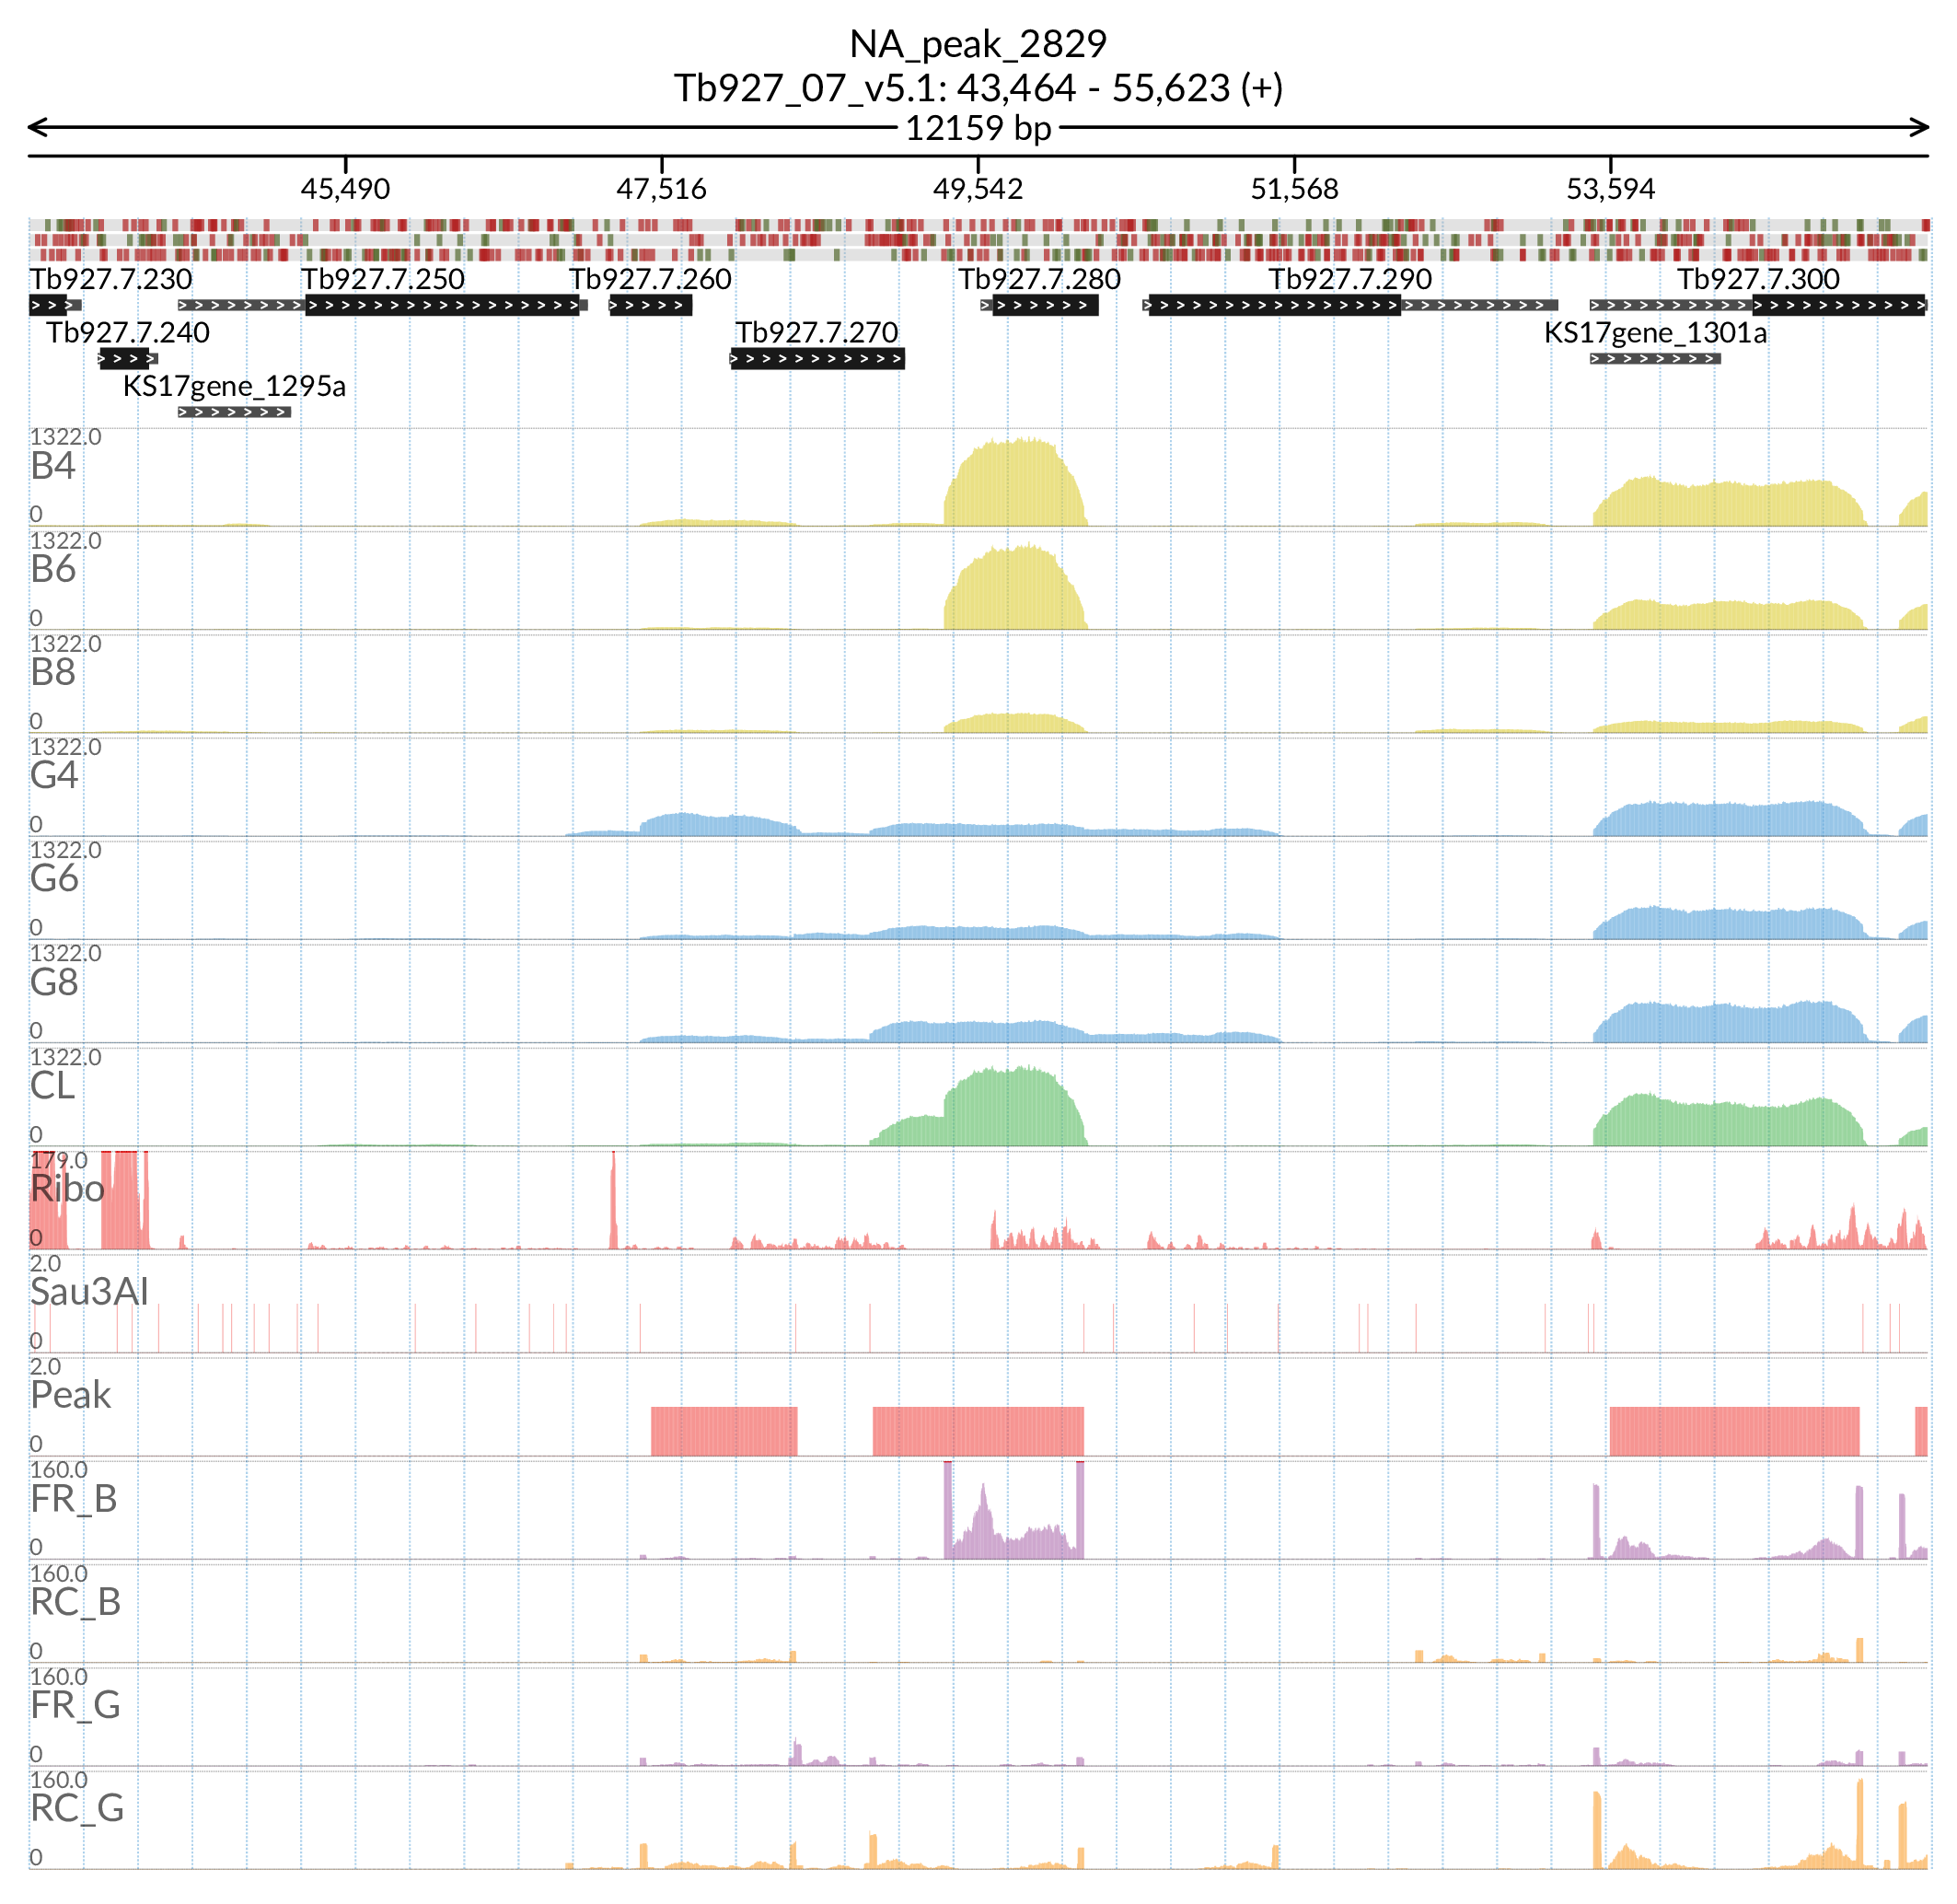 NA_peak_2829
Tb927_07_v5.1: 43,464 - 55,623 (+)
12159 bp
45,490 47,516 49,542 51,568 53,594
Tb927.7.230 Tb927.7.250 Tb927.7.260 Tb927.7.280 Tb927.7.290 Tb927.7.300
Tb927.7.240 Tb927.7.270 KS17gene_1301a
KS17gene_1295a
1322.0
B4
0
1322.0
B6
0
1322.0
B8
0
1322.0
G4
0
1322.0
G6
0
1322.0
G8
0
1322.0
CL
0
179.0
Ribo
0
2.0
Sau3AI
0
2.0
Peak
0
160.0
FR_B
0
160.0
RC_B
0
160.0
FR_G
0
160.0
RC_G
0